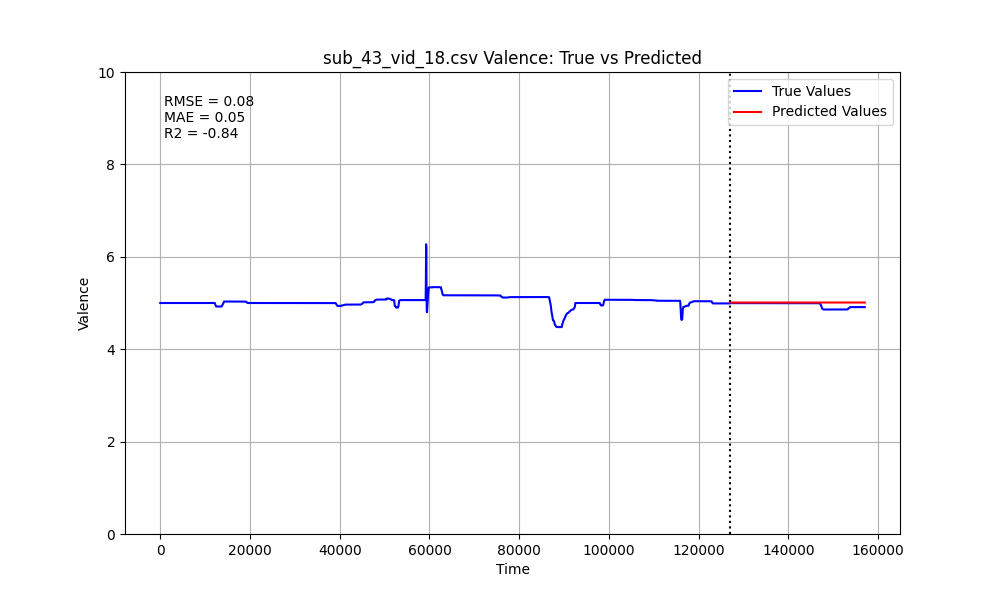 sub_43_vid_18.csv Valence: True vs Predicted
RMSE = 0.08
MAE = 0.05
R2 = -0.84
True Values
Predicted Values
10
8
6
4
2
0
Valence
0 20000 40000 60000 80000 100000 120000 140000 160000
Time